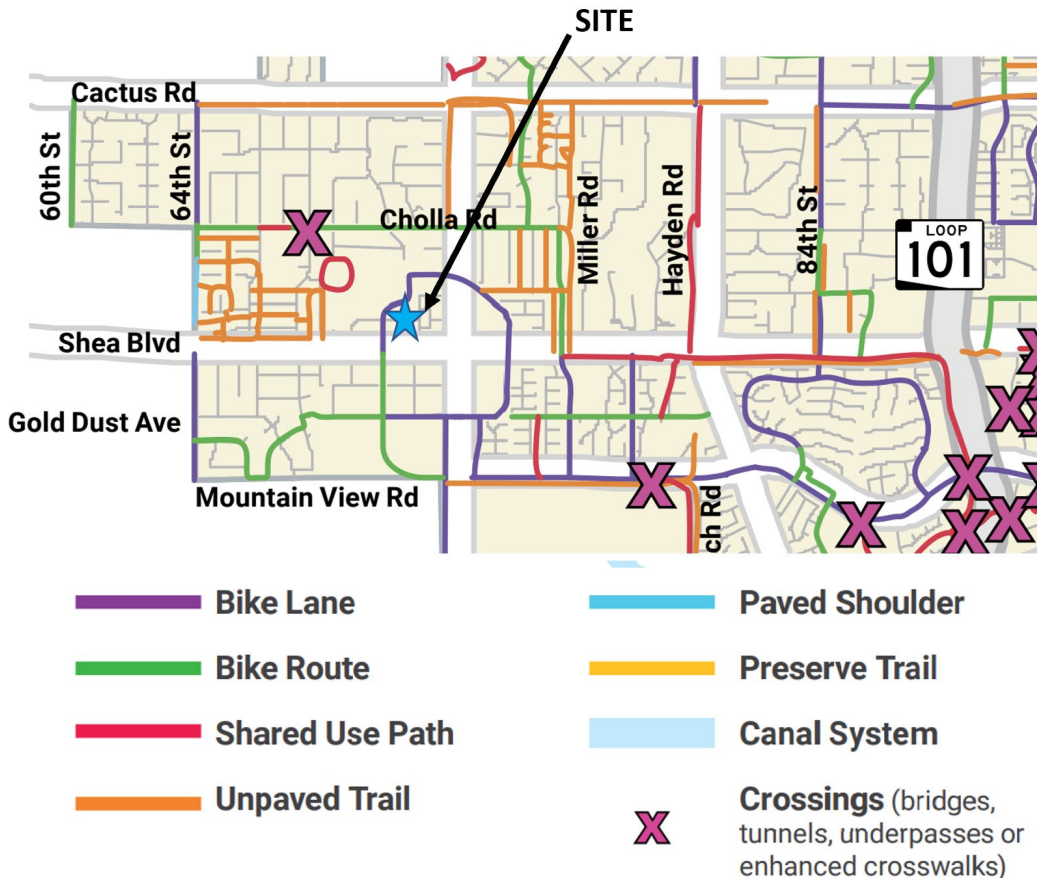 SITE
Cactus Rd
60th St
64th St
Cholla Rd
Miller Rd
Hayden Rd
84th St
LOOP
101
Shea Blvd
Gold Dust Ave
Mountain View Rd
ch Rd
Bike Lane
Paved Shoulder
Bike Route
Preserve Trail
Shared Use Path
Canal System
Unpaved Trail
Crossings (bridges,
tunnels, underpasses or
enhanced crosswalks)